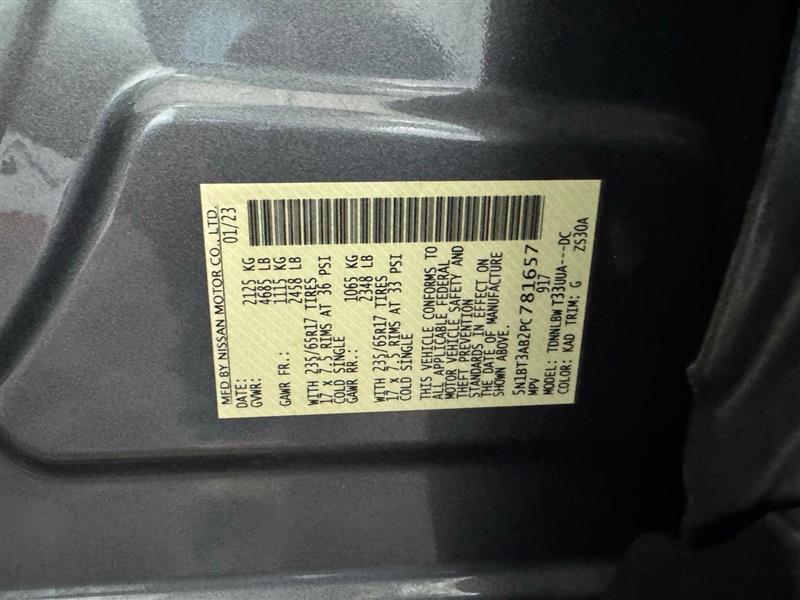 MFD BY NISSAN MOTOR CO., LTD.
DATE: 01/23
GVWR: 2125 KG
4685 LB
GAWR FR.: 1115 KG
2458 LB
WITH 235/65R17 TIRES
17 X 7.5 RIMS AT 36 PSI
COLD SINGLE
GAWR RR.: 1065 KG
2348 LB
WITH 235/65R17 TIRES
17 X 7.5 RIMS AT 33 PSI
COLD SINGLE
THIS VEHICLE CONFORMS TO
ALL APPLICABLE FEDERAL
MOTOR VEHICLE SAFETY AND
THEFT PREVENTION
STANDARDS IN EFFECT ON
THE DATE OF MANUFACTURE
SHOWN ABOVE.
5N1BT3AB2PC781657
MPV 917
MODEL: TDNNLBW T33UUA---DC
COLOR: KAD TRIM: G ZS30A